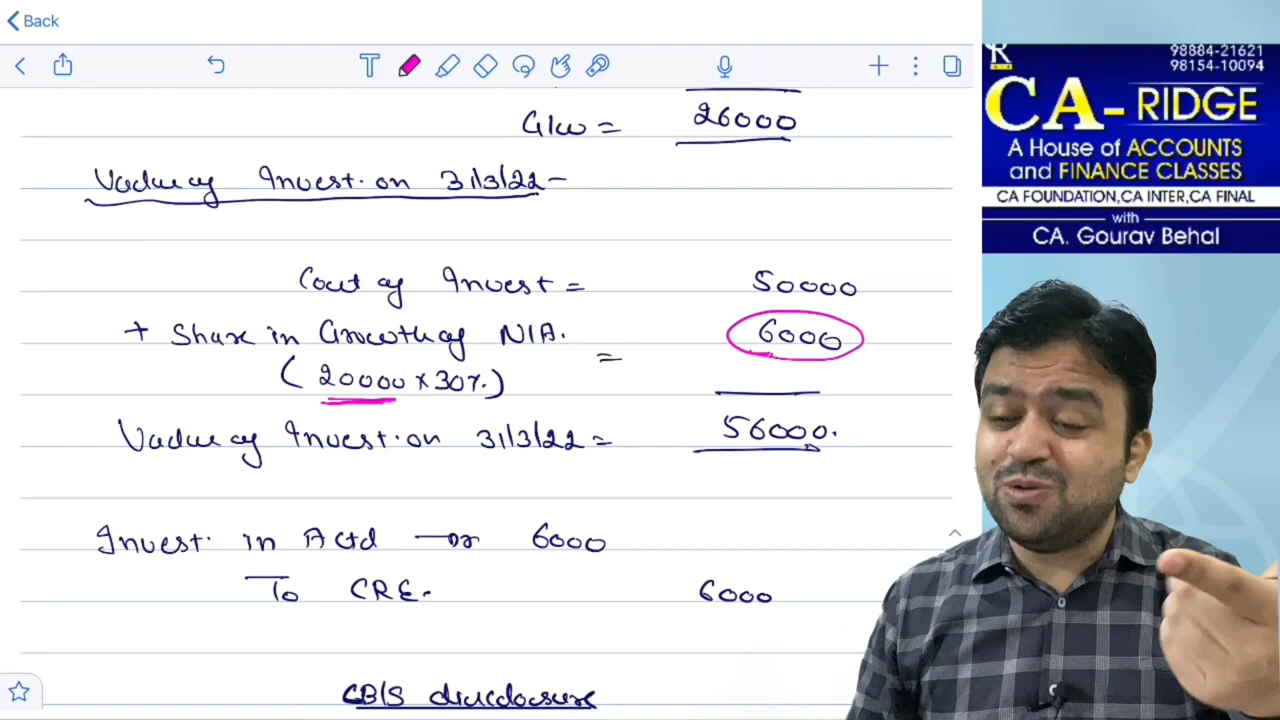 Back
98884-21621
98154-10094
R
CA-RIDGE
A House of ACCOUNTS
and FINANCE CLASSES
CA FOUNDATION,CA INTER,CA FINAL
with
CA. Gourav Behal
T
G/w = 26000
Value of Invest. on 31/3/22 -
Cost of Invest = 50000
+ Share in Growth of N/A. = 6000
(20000 × 30%)
Value of Invest. on 31/3/22 = 56000.
Invest. in A Ltd - Dr 6000
To CRE. 6000
CB/S disclosure